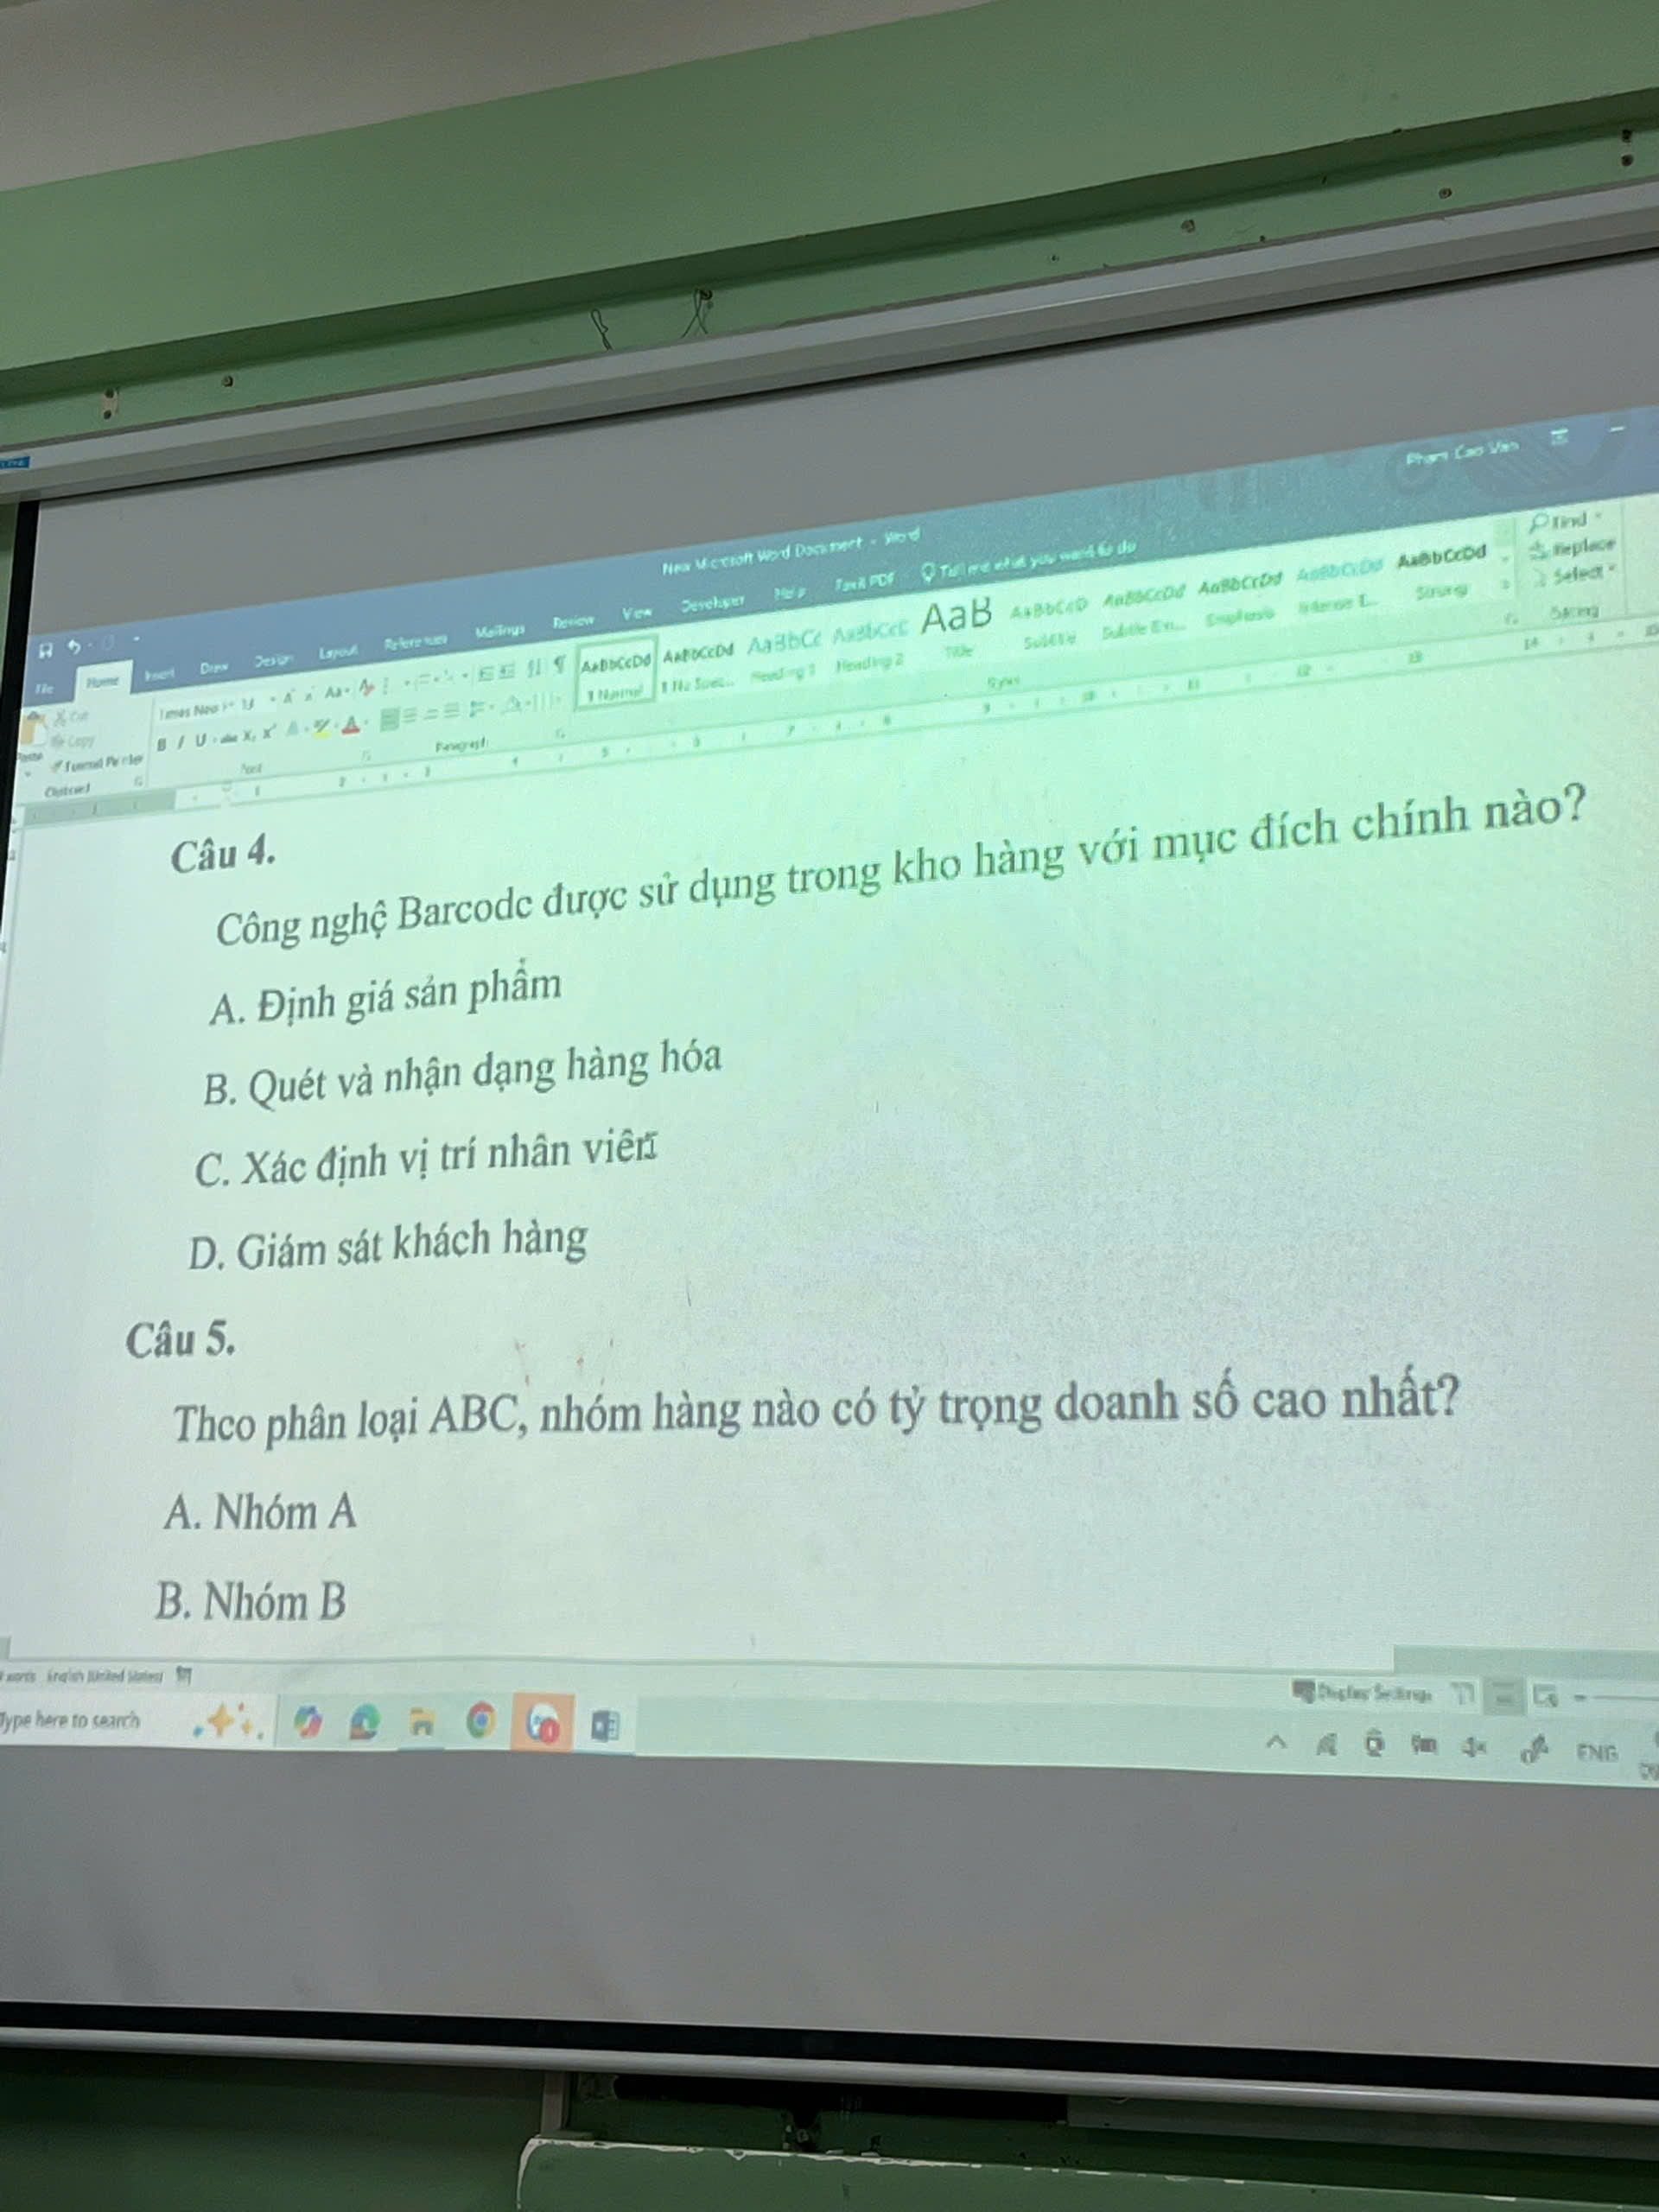 Phạm Cao Vân
New Microsoft Word Document - Word
File Home Insert Draw Design Layout References Mailings Review View Developer Help Foxit PDF Tell me what you want to do
Cut
Copy
Format Painter
Clipboard
Times New
Font
Paragraph
AaBbCcDd AaBbCcDd AaBbCc AaBbCcC AaB AaBbCcD AaBbCcDd AaBbCcDd AaBbCcDd AaBbCcDd
1 Normal 1 No Spac... Heading 1 Heading 2 Title Subtitle Subtle Em... Emphasis Intense E... Strong
Styles
Find
Replace
Select
Editing
Câu 4.
Công nghệ Barcode được sử dụng trong kho hàng với mục đích chính nào?
A. Định giá sản phẩm
B. Quét và nhận dạng hàng hóa
C. Xác định vị trí nhân viên
D. Giám sát khách hàng
Câu 5.
Theo phân loại ABC, nhóm hàng nào có tỷ trọng doanh số cao nhất?
A. Nhóm A
B. Nhóm B
words English (United States)
Display Settings
Type here to search
ENG